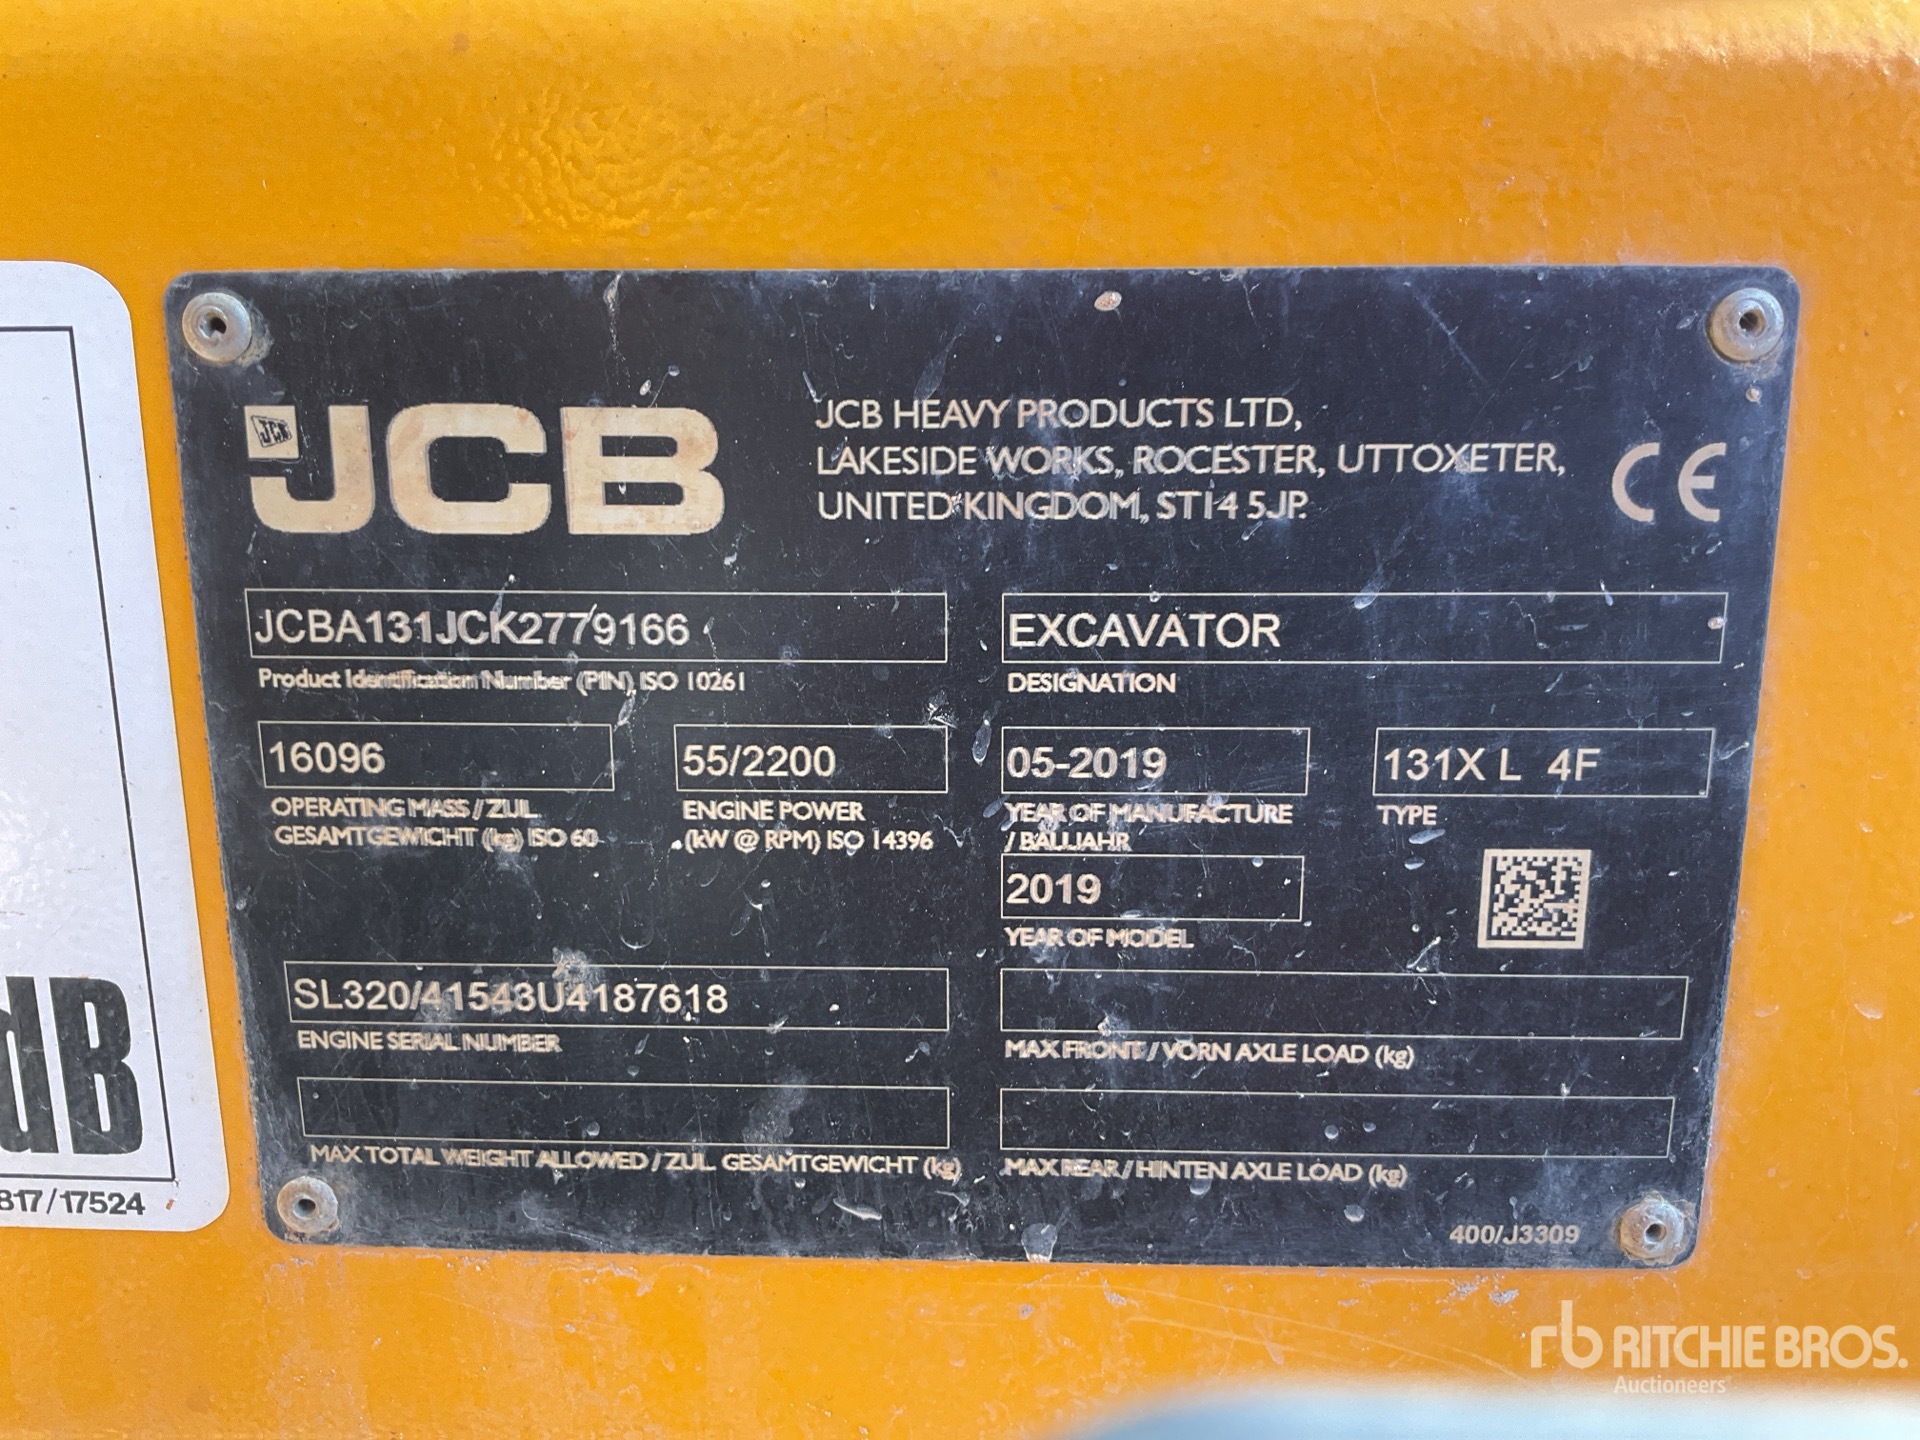 JCB
JCB
JCB HEAVY PRODUCTS LTD,
LAKESIDE WORKS, ROCESTER, UTTOXETER,
UNITED KINGDOM, ST14 5JP.
CE
JCBA131JCK2779166
Product Identification Number (PIN) ISO 10261
EXCAVATOR
DESIGNATION
16096
OPERATING MASS / ZUL.
GESAMTGEWICHT (kg) ISO 60
55/2200
ENGINE POWER
(kW @ RPM) ISO 14396
05-2019
YEAR OF MANUFACTURE
/ BAUJAHR
131X L 4F
TYPE
2019
YEAR OF MODEL
SL320/41543U4187618
ENGINE SERIAL NUMBER
MAX FRONT / VORN AXLE LOAD (kg)
MAX TOTAL WEIGHT ALLOWED / ZUL. GESAMTGEWICHT (kg)
MAX REAR / HINTEN AXLE LOAD (kg)
400/J3309
dB
817/17524
rb RITCHIE BROS.
Auctioneers